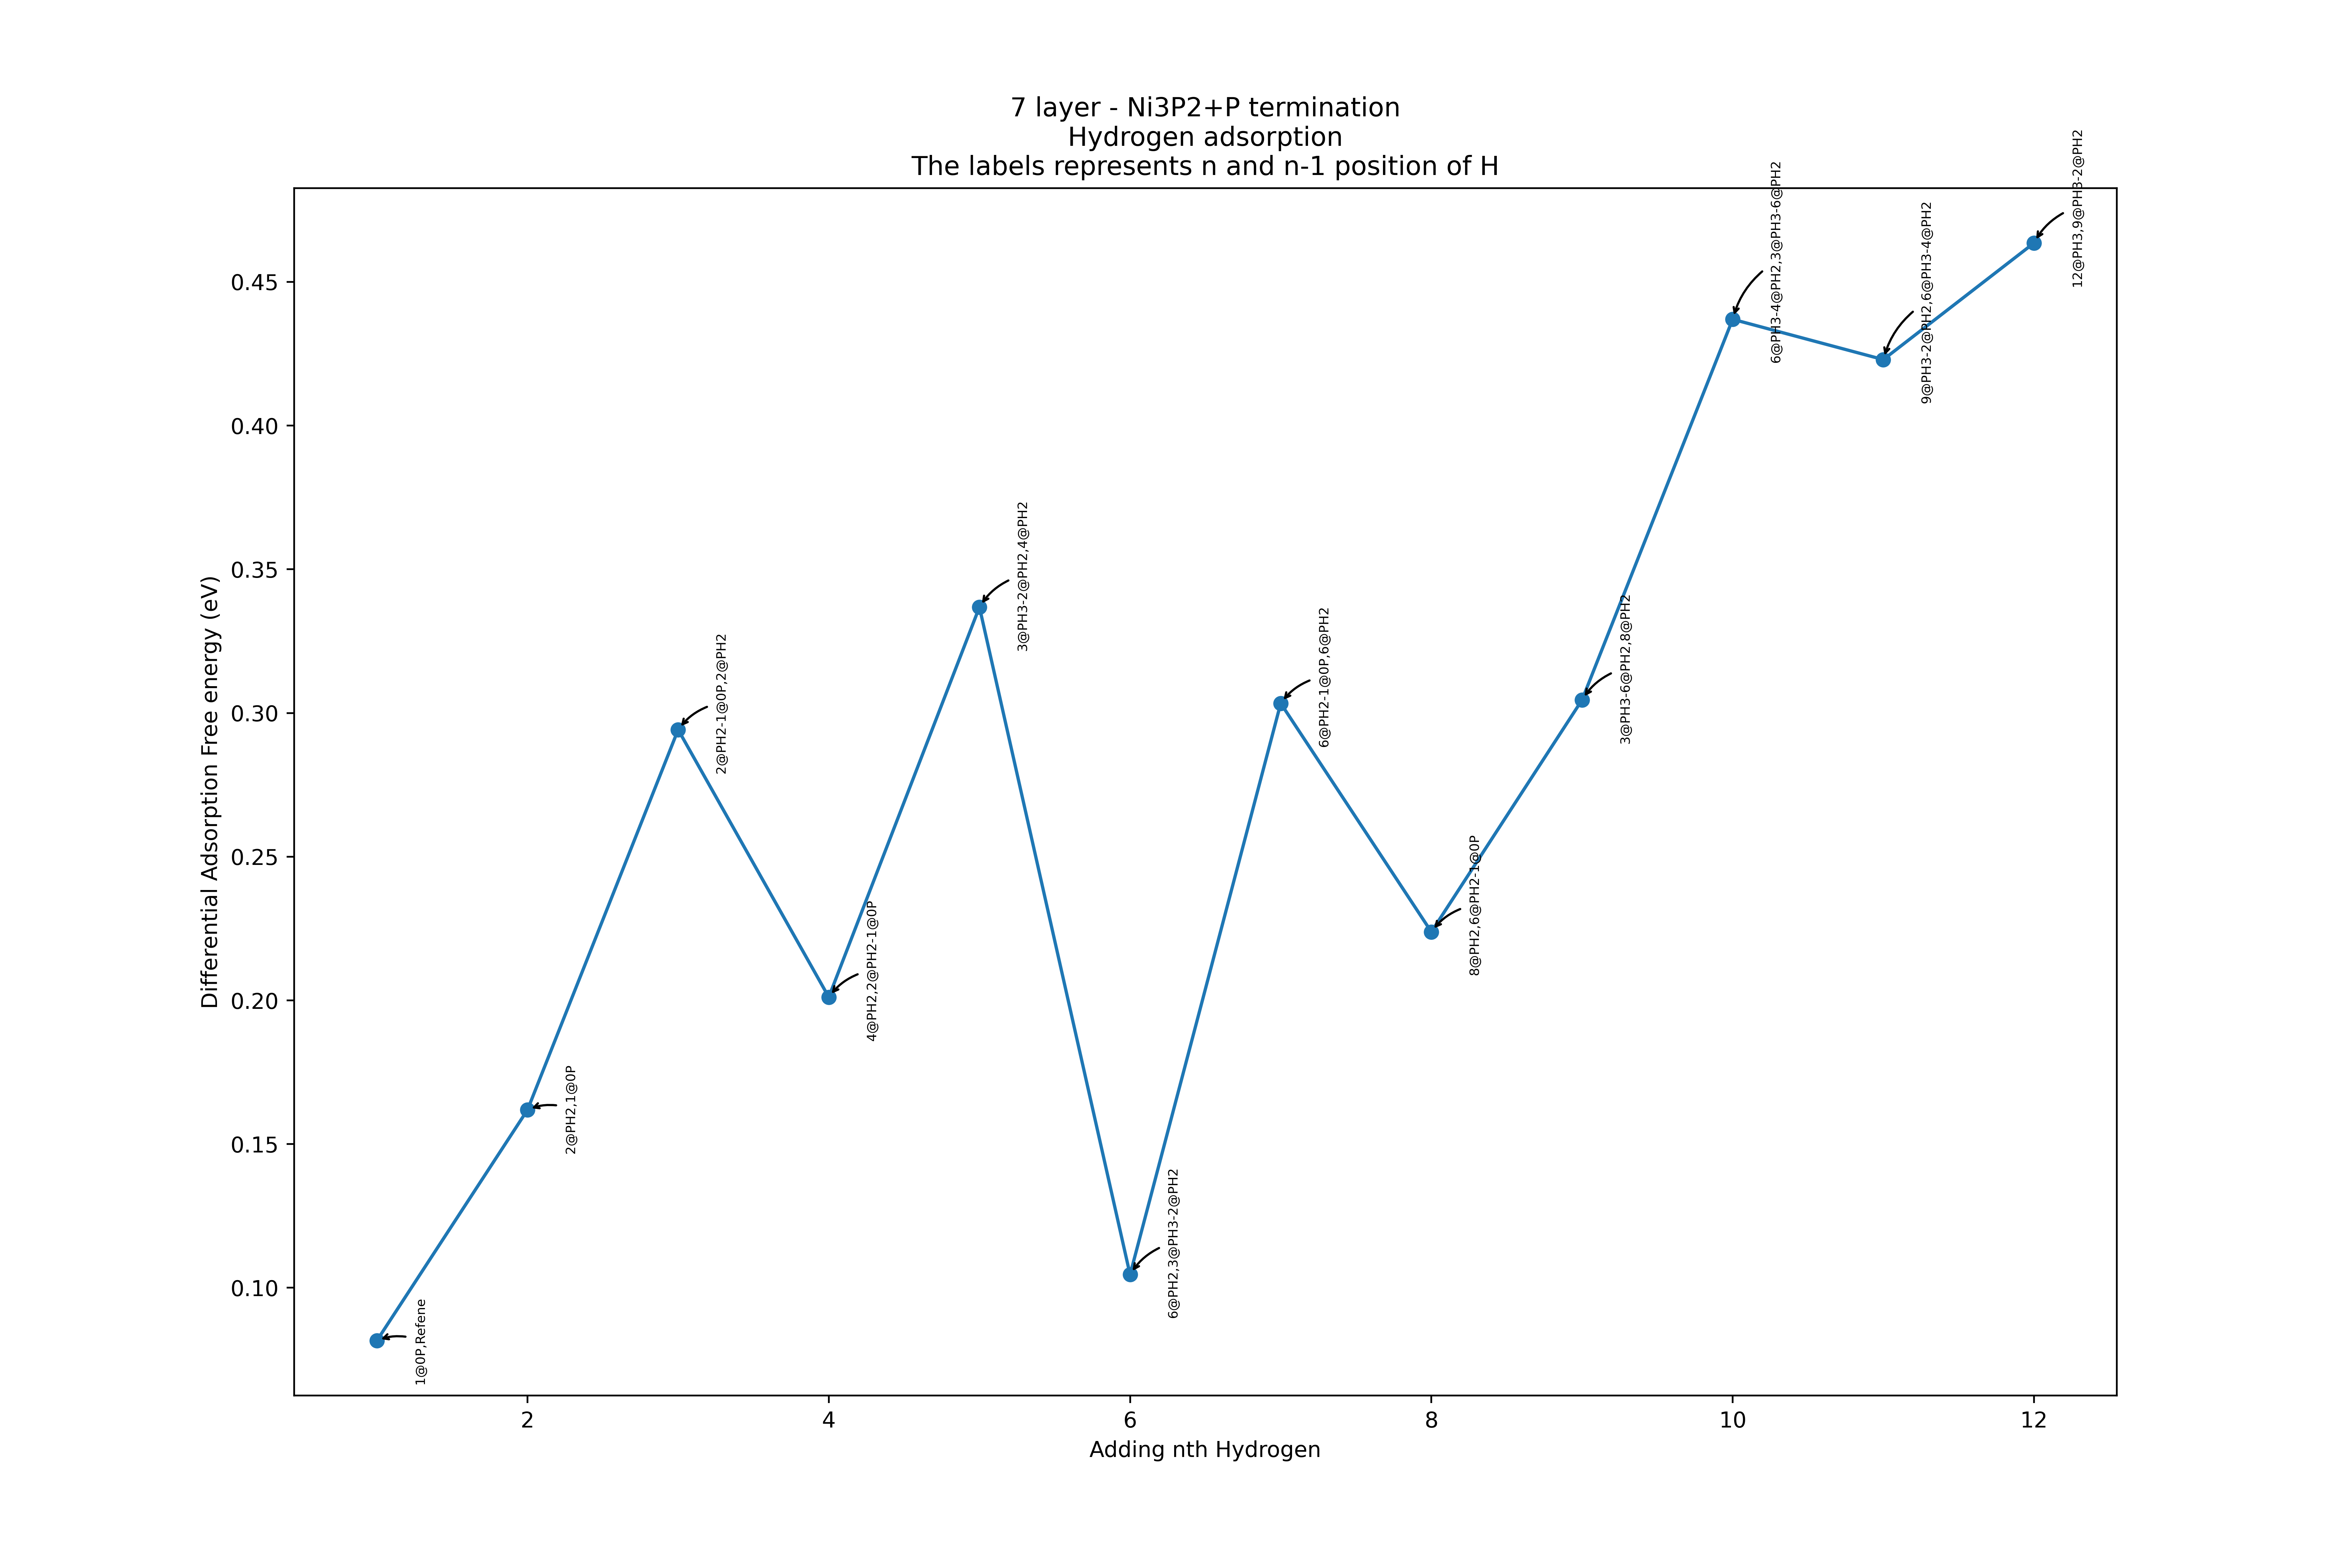 7 layer - Ni3P2+P termination
Hydrogen adsorption
The labels represents n and n-1 position of H
Differential Adsorption Free energy (eV)
0.45
0.40
0.35
0.30
0.25
0.20
0.15
0.10
1@0P,Refene
2@PH2,1@0P
2@PH2-1@0P,2@PH2
4@PH2,2@PH2-1@0P
3@PH3-2@PH2,4@PH2
6@PH2,3@PH3-2@PH2
6@PH2-1@0P,6@PH2
8@PH2,6@PH2-1@0P
3@PH3-6@PH2,8@PH2
6@PH3-4@PH2,3@PH3-6@PH2
9@PH3-2@PH2,6@PH3-4@PH2
12@PH3,9@PH3-2@PH2
2
4
6
8
10
12
Adding nth Hydrogen